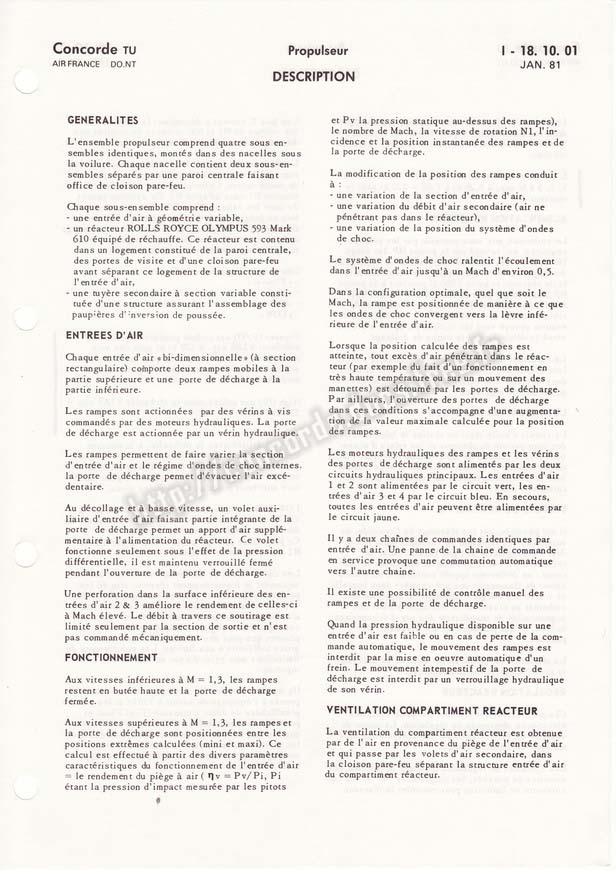 Concorde TU
AIR FRANCE DO.NT
Propulseur
DESCRIPTION
I - 18. 10. 01
JAN. 81
GENERALITES
L'ensemble propulseur comprend quatre sous en-
sembles identiques, montés dans des nacelles sous
la voilure. Chaque nacelle contient deux sous-en-
sembles séparés par une paroi centrale faisant
office de cloison pare-feu.
Chaque sous-ensemble comprend :
- une entrée d'air à géométrie variable,
- un réacteur ROLLS ROYCE OLYMPUS 593 Mark
610 équipé de réchauffe. Ce réacteur est contenu
dans un logement constitué de la paroi centrale,
des portes de visite et d'une cloison pare-feu
avant séparant ce logement de la structure de
l'entrée d'air,
- une tuyère secondaire à section variable consti-
tuée d'une structure assurant l'assemblage des
paupières d'inversion de poussée.
ENTREES D'AIR
Chaque entrée d'air «bi-dimensionnelle» (à section
rectangulaire) comporte deux rampes mobiles à la
partie supérieure et une porte de décharge à la
partie inférieure.
Les rampes sont actionnées par des vérins à vis
commandés par des moteurs hydrauliques. La porte
de décharge est actionnée par un vérin hydraulique.
Les rampes permettent de faire varier la section
d'entrée d'air et le régime d'ondes de choc internes.
la porte de décharge permet d'évacuer l'air excé-
dentaire.
Au décollage et à basse vitesse, un volet auxi-
liaire d'entrée d'air faisant partie intégrante de la
porte de décharge permet un apport d'air supplé-
mentaire à l'alimentation du réacteur. Ce volet
fonctionne seulement sous l'effet de la pression
différentielle, il est maintenu verrouillé fermé
pendant l'ouverture de la porte de décharge.
Une perforation dans la surface inférieure des en-
trées d'air 2 & 3 améliore le rendement de celles-ci
à Mach élevé. Le débit à travers ce soutirage est
limité seulement par la section de sortie et n'est
pas commandé mécaniquement.
FONCTIONNEMENT
Aux vitesses inférieures à M = 1,3, les rampes
restent en butée haute et la porte de décharge
fermée.
Aux vitesses supérieures à M = 1,3, les rampes et
la porte de décharge sont positionnées entre les
positions extrêmes calculées (mini et maxi). Ce
calcul est effectué à partir des divers paramètres
caractéristiques du fonctionnement de l'entrée d'air
= le rendement du piège à air ( ηv = Pv/Pi, Pi
étant la pression d'impact mesurée par les pitots
et Pv la pression statique au-dessus des rampes),
le nombre de Mach, la vitesse de rotation N1, l'in-
cidence et la position instantanée des rampes et de
la porte de décharge.
La modification de la position des rampes conduit
à :
- une variation de la section d'entrée d'air,
- une variation du débit d'air secondaire (air ne
pénétrant pas dans le réacteur),
- une variation de la position du système d'ondes
de choc.
Le système d'ondes de choc ralentit l'écoulement
dans l'entrée d'air jusqu'à un Mach d'environ 0,5.
Dans la configuration optimale, quel que soit le
Mach, la rampe est positionnée de manière à ce que
les ondes de choc convergent vers la lèvre infé-
rieure de l'entrée d'air.
Lorsque la position calculée des rampes est
atteinte, tout excès d'air pénétrant dans le réac-
teur (par exemple du fait d'un fonctionnement en
très haute température ou sur un mouvement des
manettes) est détourné par les portes de décharge.
Par ailleurs, l'ouverture des portes de décharge
dans ces conditions s'accompagne d'une augmenta-
tion de la valeur maximale calculée pour la position
des rampes.
Les moteurs hydrauliques des rampes et les vérins
des portes de décharge sont alimentés par les deux
circuits hydrauliques principaux. Les entrées d'air
1 et 2 sont alimentées par le circuit vert, les en-
trées d'air 3 et 4 par le circuit bleu. En secours,
toutes les entrées d'air peuvent être alimentées par
le circuit jaune.
Il y a deux chaînes de commandes identiques par
entrée d'air. Une panne de la chaine de commande
en service provoque une commutation automatique
vers l'autre chaine.
Il existe une possibilité de contrôle manuel des
rampes et de la porte de décharge.
Quand la pression hydraulique disponible sur une
entrée d'air est faible ou en cas de perte de la com-
mande automatique, le mouvement des rampes est
interdit par la mise en oeuvre automatique d'un
frein. Le mouvement intempestif de la porte de
décharge est interdit par un verrouillage hydraulique
de son vérin.
VENTILATION COMPARTIMENT REACTEUR
La ventilation du compartiment réacteur est obtenue
par de l'air en provenance du piège de l'entrée d'air
et qui passe par les volets d'air secondaire, dans
la cloison pare-feu séparant la structure entrée d'air
du compartiment réacteur.